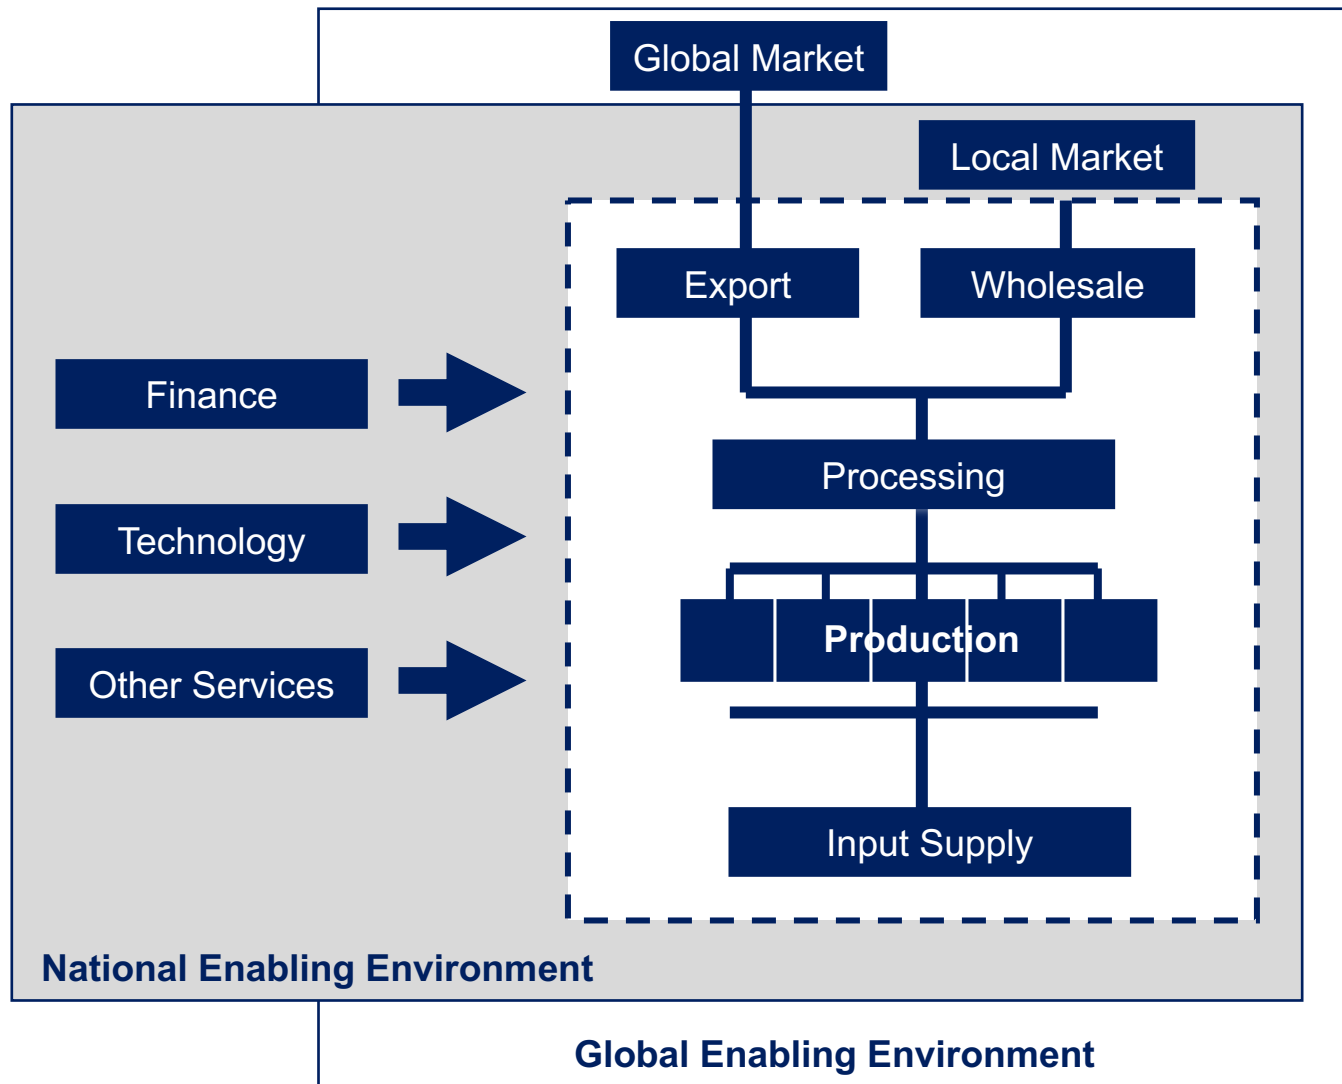 Global Market
Local Market
Export
Wholesale
Finance
Processing
Technology
Production
Other Services
Input Supply
National Enabling Environment
Global Enabling Environment